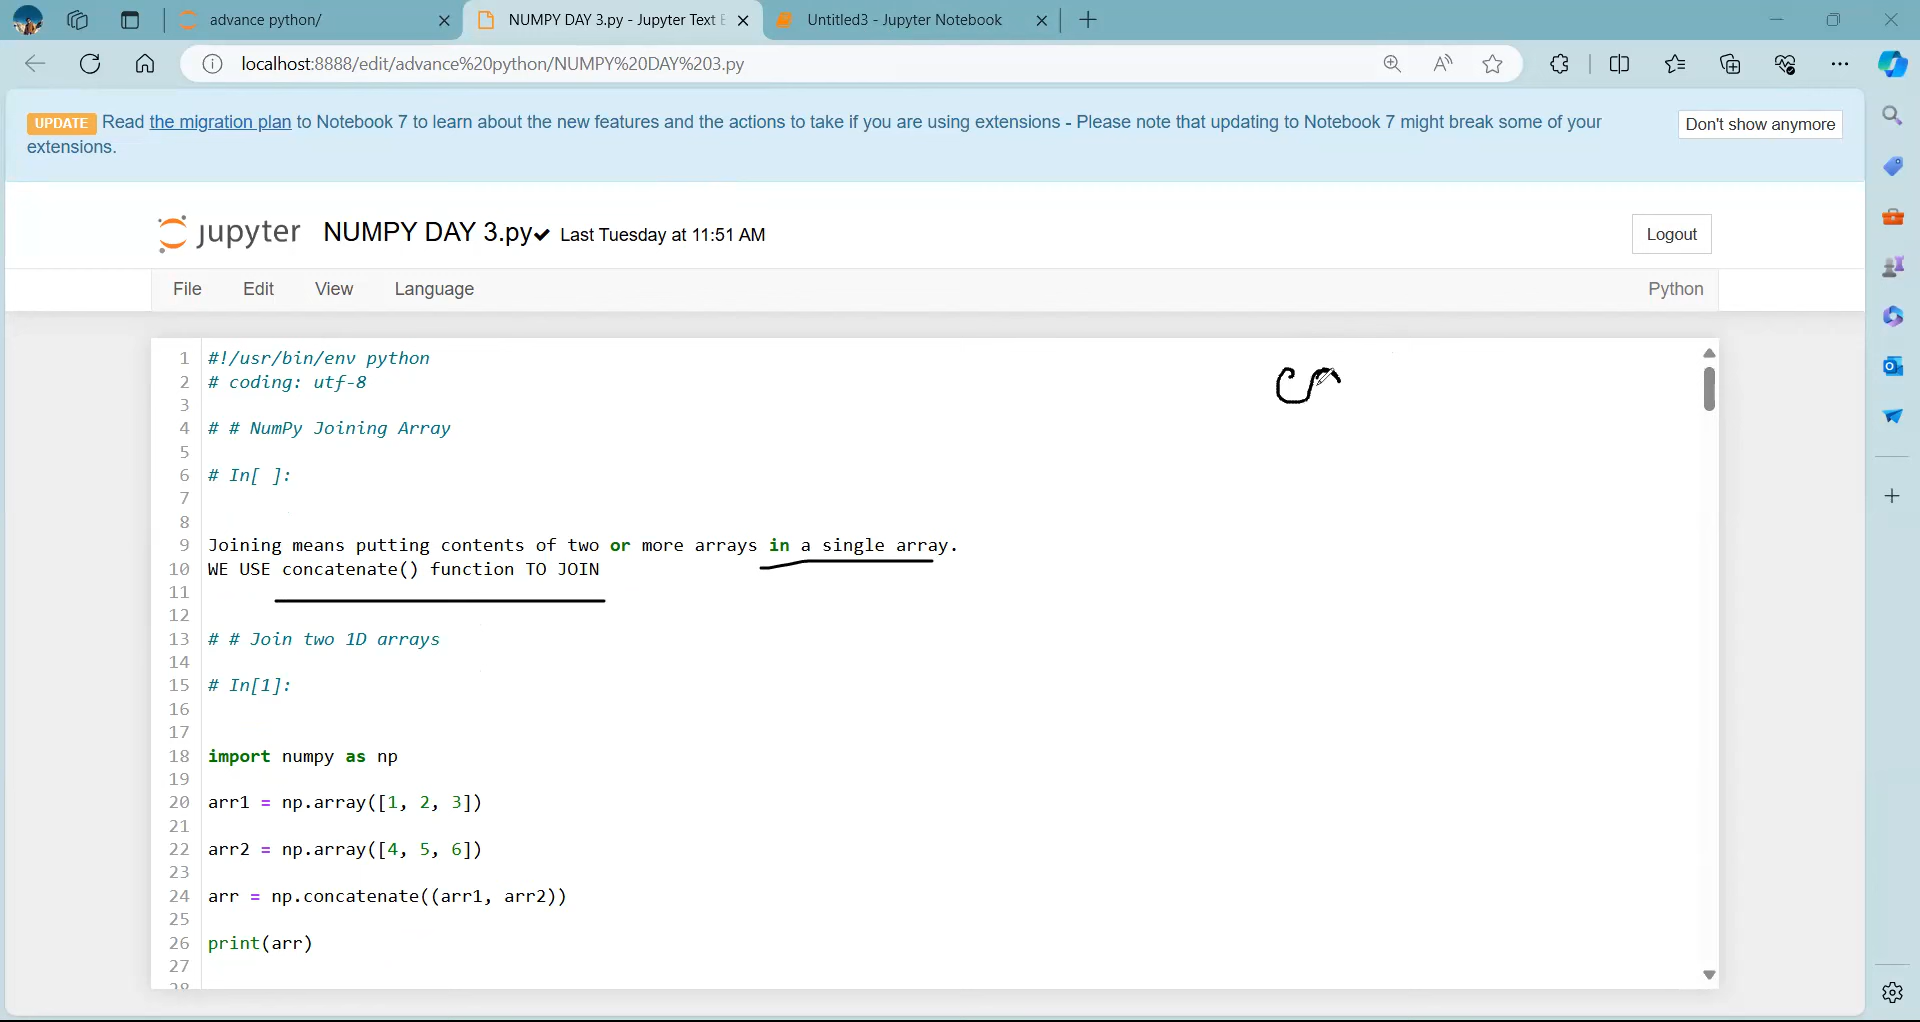 advance python/
NUMPY DAY 3.py - Jupyter Text E
Untitled3 - Jupyter Notebook
localhost:8888/edit/advance%20python/NUMPY%20DAY%203.py
UPDATE Read the migration plan to Notebook 7 to learn about the new features and the actions to take if you are using extensions - Please note that updating to Notebook 7 might break some of your
extensions.
Don't show anymore
jupyter NUMPY DAY 3.py Last Tuesday at 11:51 AM
Logout
File Edit View Language Python
1 #!/usr/bin/env python
2 # coding: utf-8
3
4 # # NumPy Joining Array
5
6 # In[ ]:
7
8
9 Joining means putting contents of two or more arrays in a single array.
10 WE USE concatenate() function TO JOIN
11
12
13 # # Join two 1D arrays
14
15 # In[1]:
16
17
18 import numpy as np
19
20 arr1 = np.array([1, 2, 3])
21
22 arr2 = np.array([4, 5, 6])
23
24 arr = np.concatenate((arr1, arr2))
25
26 print(arr)
27
28